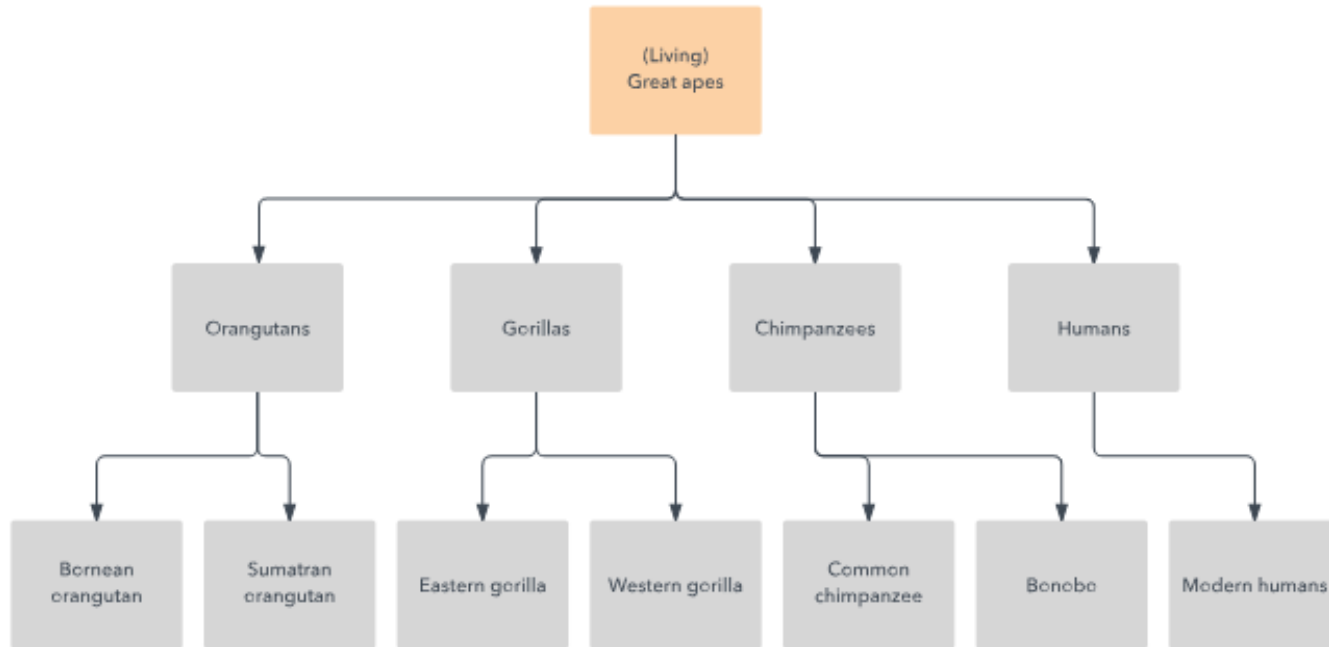 (Living)
Great apes
Orangutans
Gorillas
Chimpanzees
Humans
Bornean
orangutan
Sumatran
orangutan
Eastern gorilla
Western gorilla
Common
chimpanzee
Bonobo
Modern humans